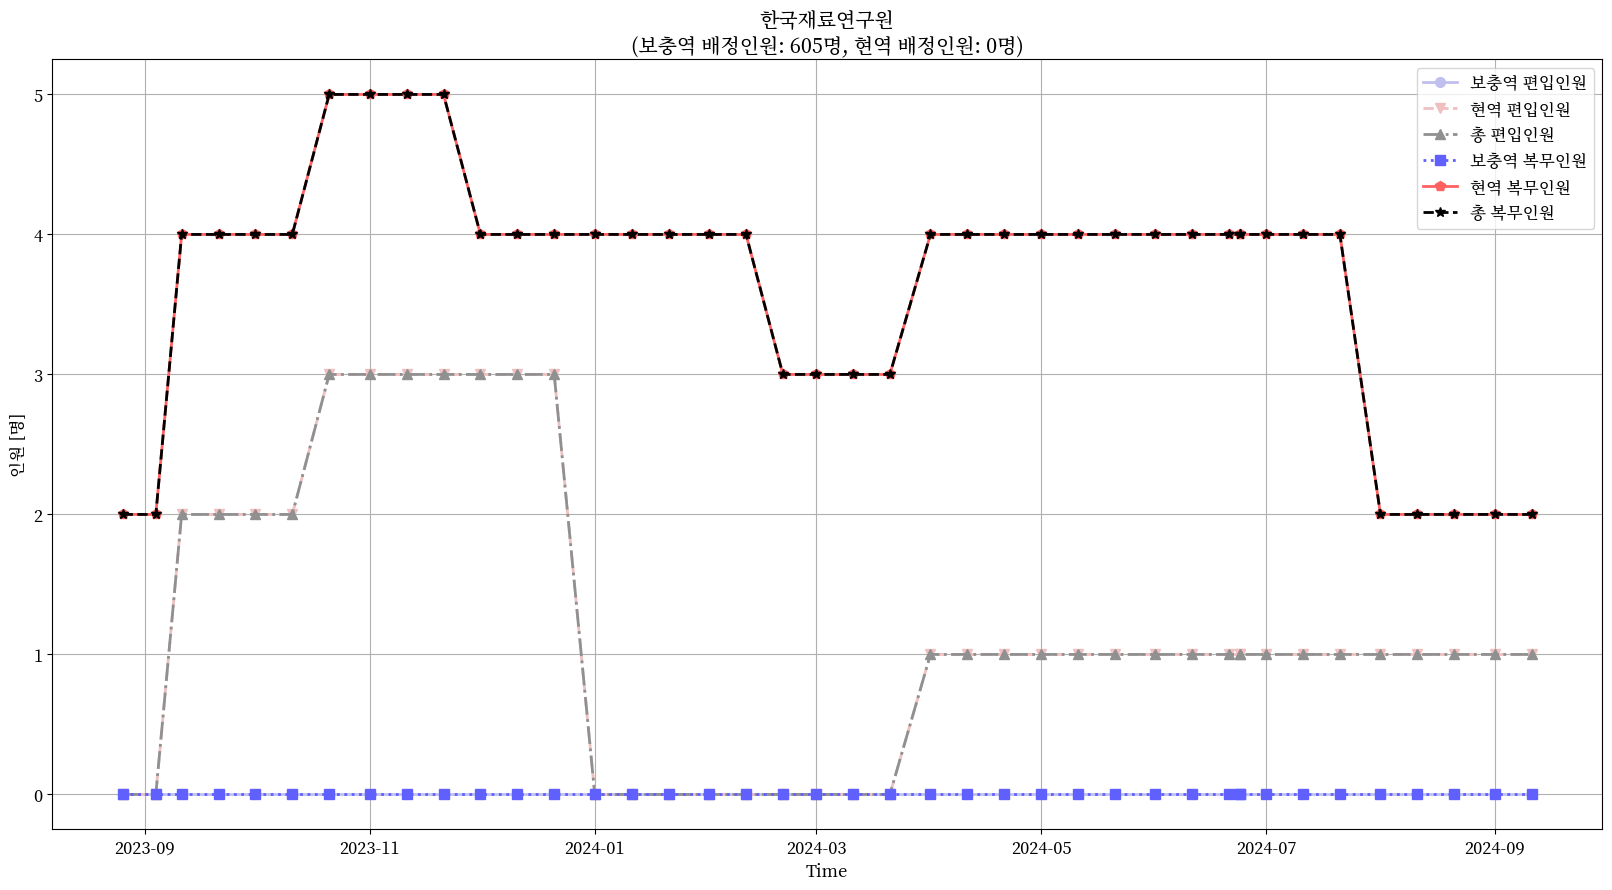 한국재료연구원
(보충역 배정인원: 605명, 현역 배정인원: 0명)
보충역 편입인원
현역 편입인원
총 편입인원
보충역 복무인원
현역 복무인원
총 복무인원
인원 [명]
5
4
3
2
1
0
2023-09
2023-11
2024-01
2024-03
2024-05
2024-07
2024-09
Time